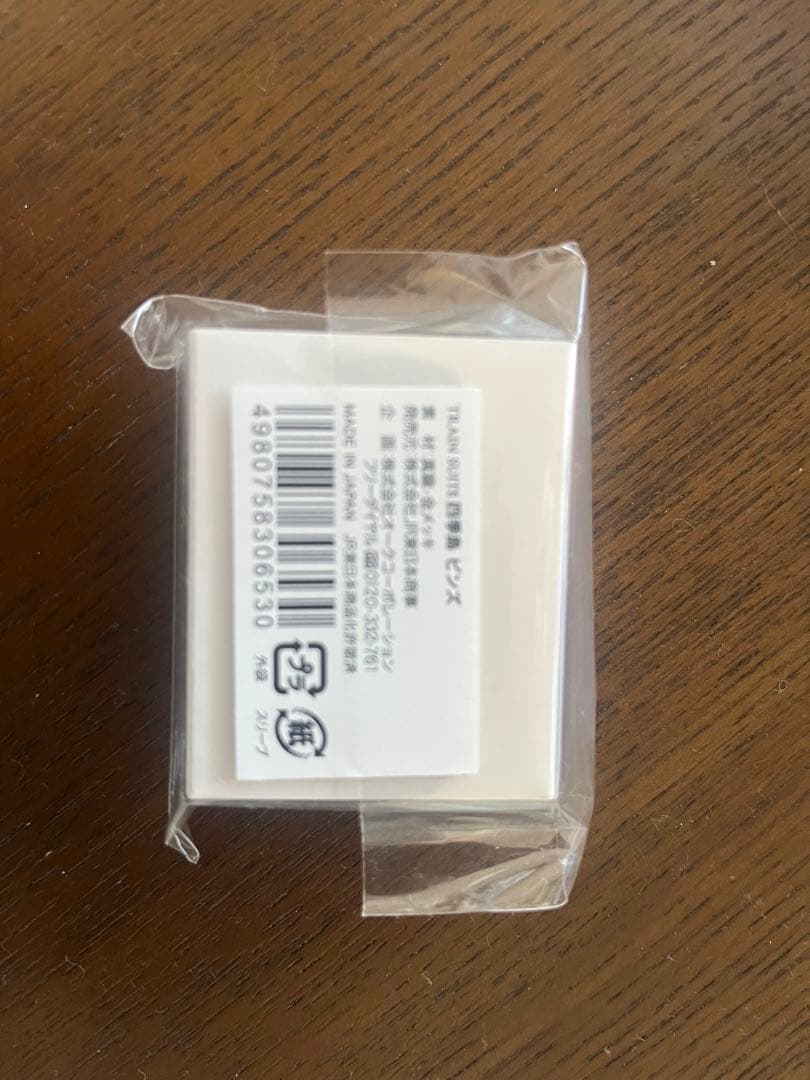 TRAIN SUITE 四季島 ピンズ
素 材:真鍮 金メッキ
発売元:株式会社JR東日本商事
企 画:株式会社オークコーポレーション
フリーダイヤル 0120-332-761
MADE IN JAPAN JR東日本商品化許諾済
4980758306530
プラ
外袋
紙
スリーブ